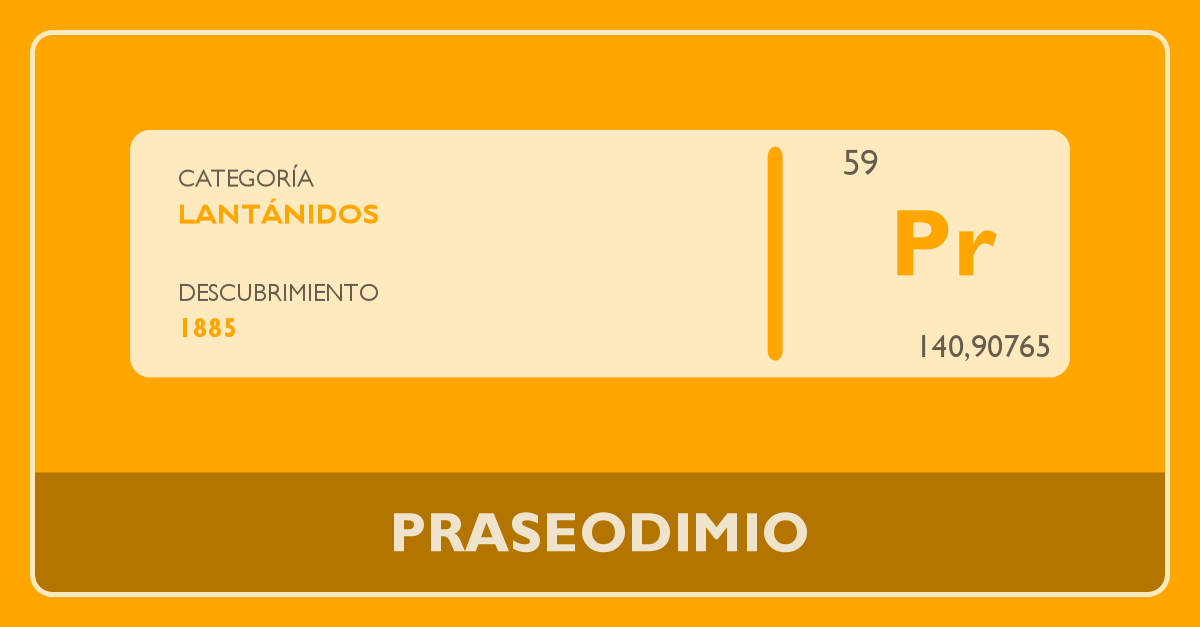 CATEGORÍA
LANTÁNIDOS
DESCUBRIMIENTO
1885
59
Pr
140,90765
PRASEODIMIO